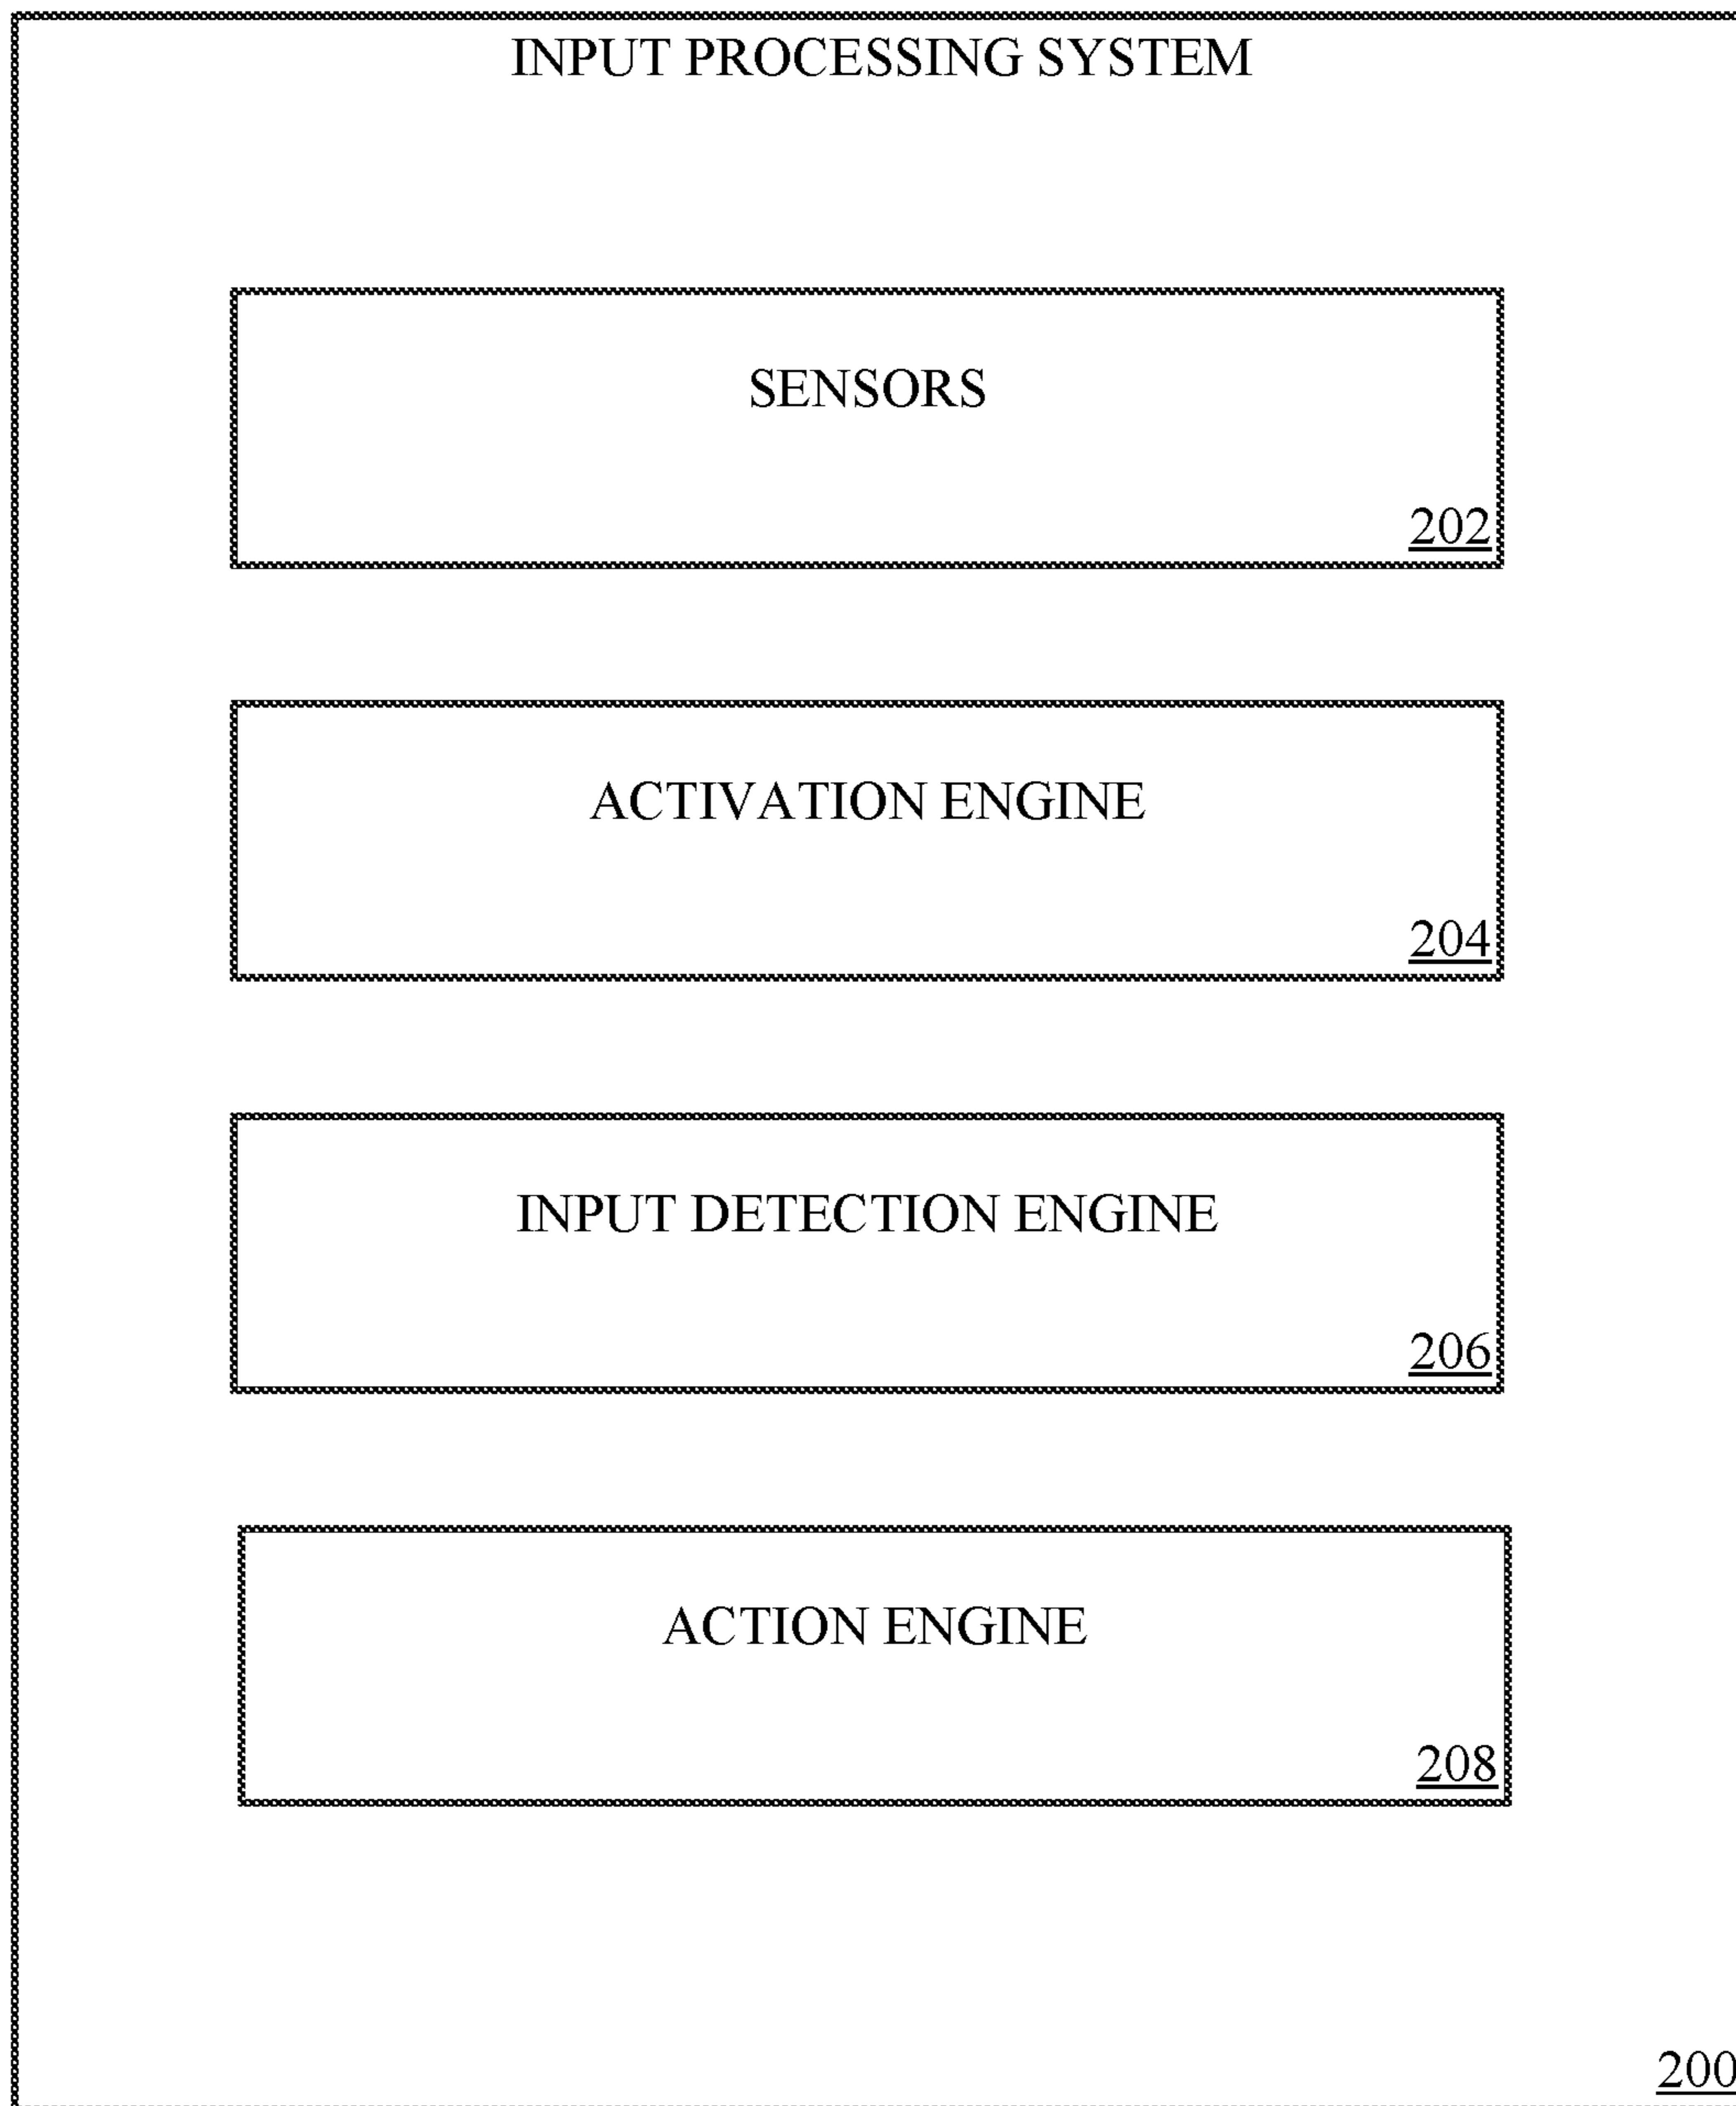 INPUT PROCESSING SYSTEM
SENSORS
202
ACTIVATION ENGINE
204
INPUT DETECTION ENGINE
206
ACTION ENGINE
208
200